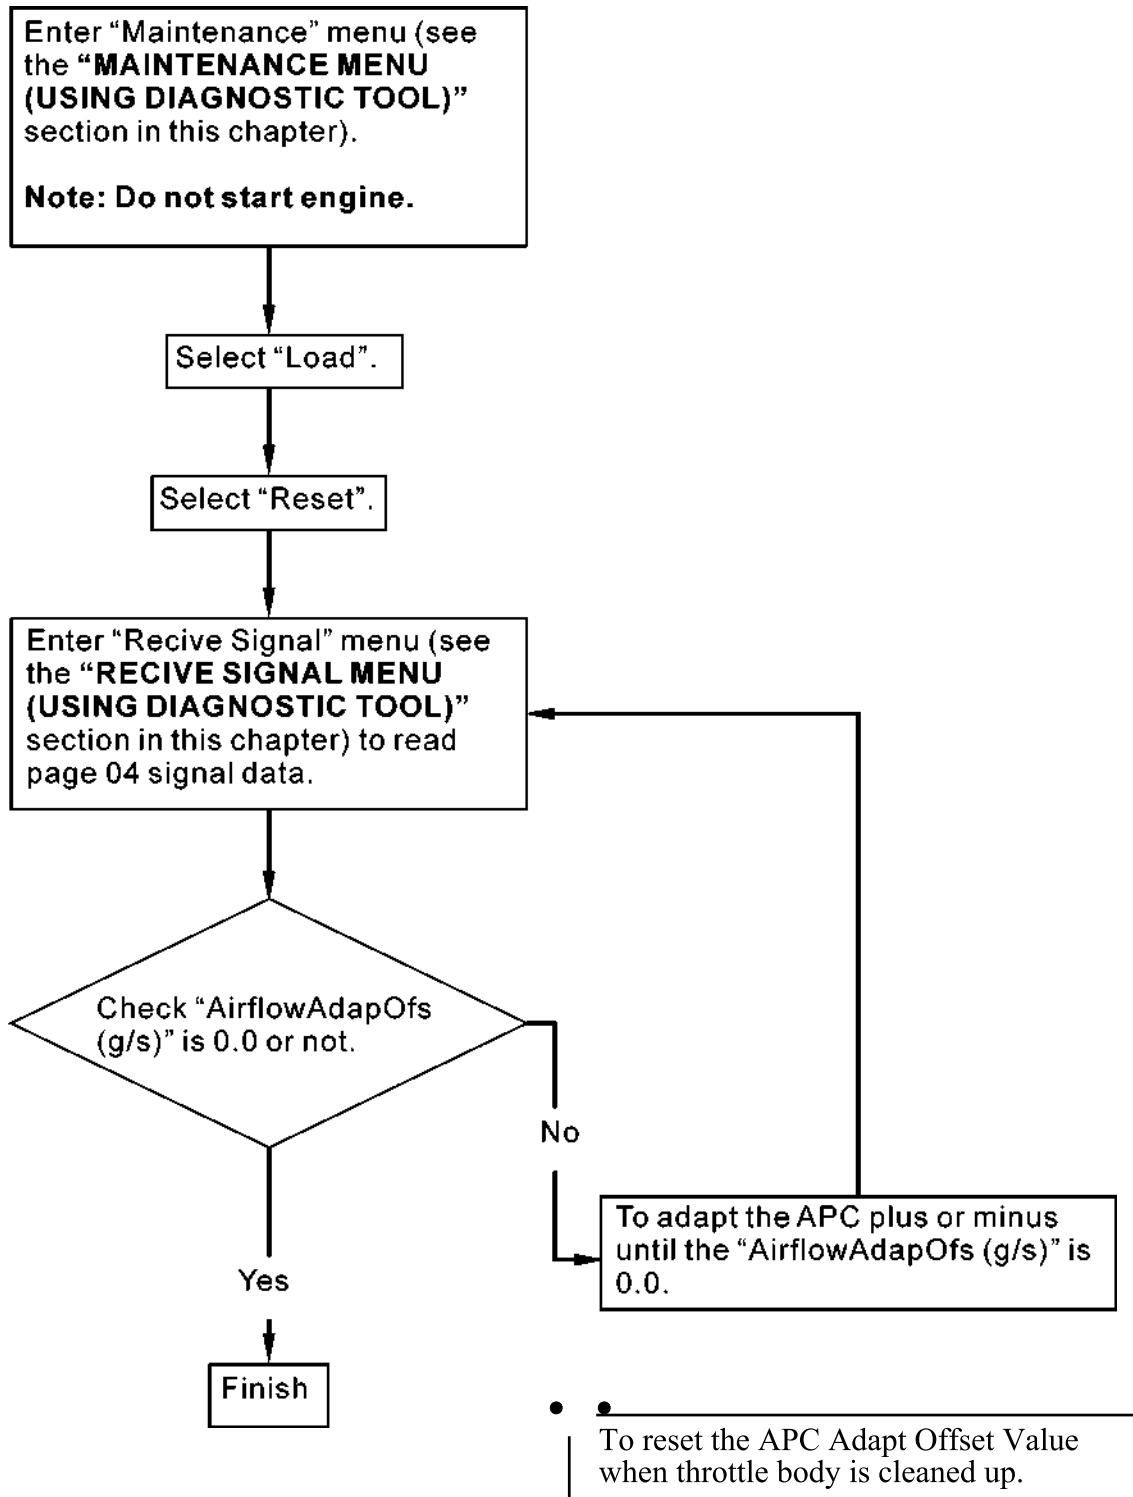 Enter “Maintenance” menu (see
the “MAINTENANCE MENU
(USING DIAGNOSTIC TOOL)”
section in this chapter).
Note: Do not start engine.
Select “Load”.
Select “Reset”.
Enter “Recive Signal” menu (see
the “RECIVE SIGNAL MENU
(USING DIAGNOSTIC TOOL)”
section in this chapter) to read
page 04 signal data.
Check “AirflowAdapOfs
(g/s)” is 0.0 or not.
No
To adapt the APC plus or minus
until the “AirflowAdapOfs (g/s)” is
0.0.
Yes
Finish
• •
To reset the APC Adapt Offset Value
when throttle body is cleaned up.